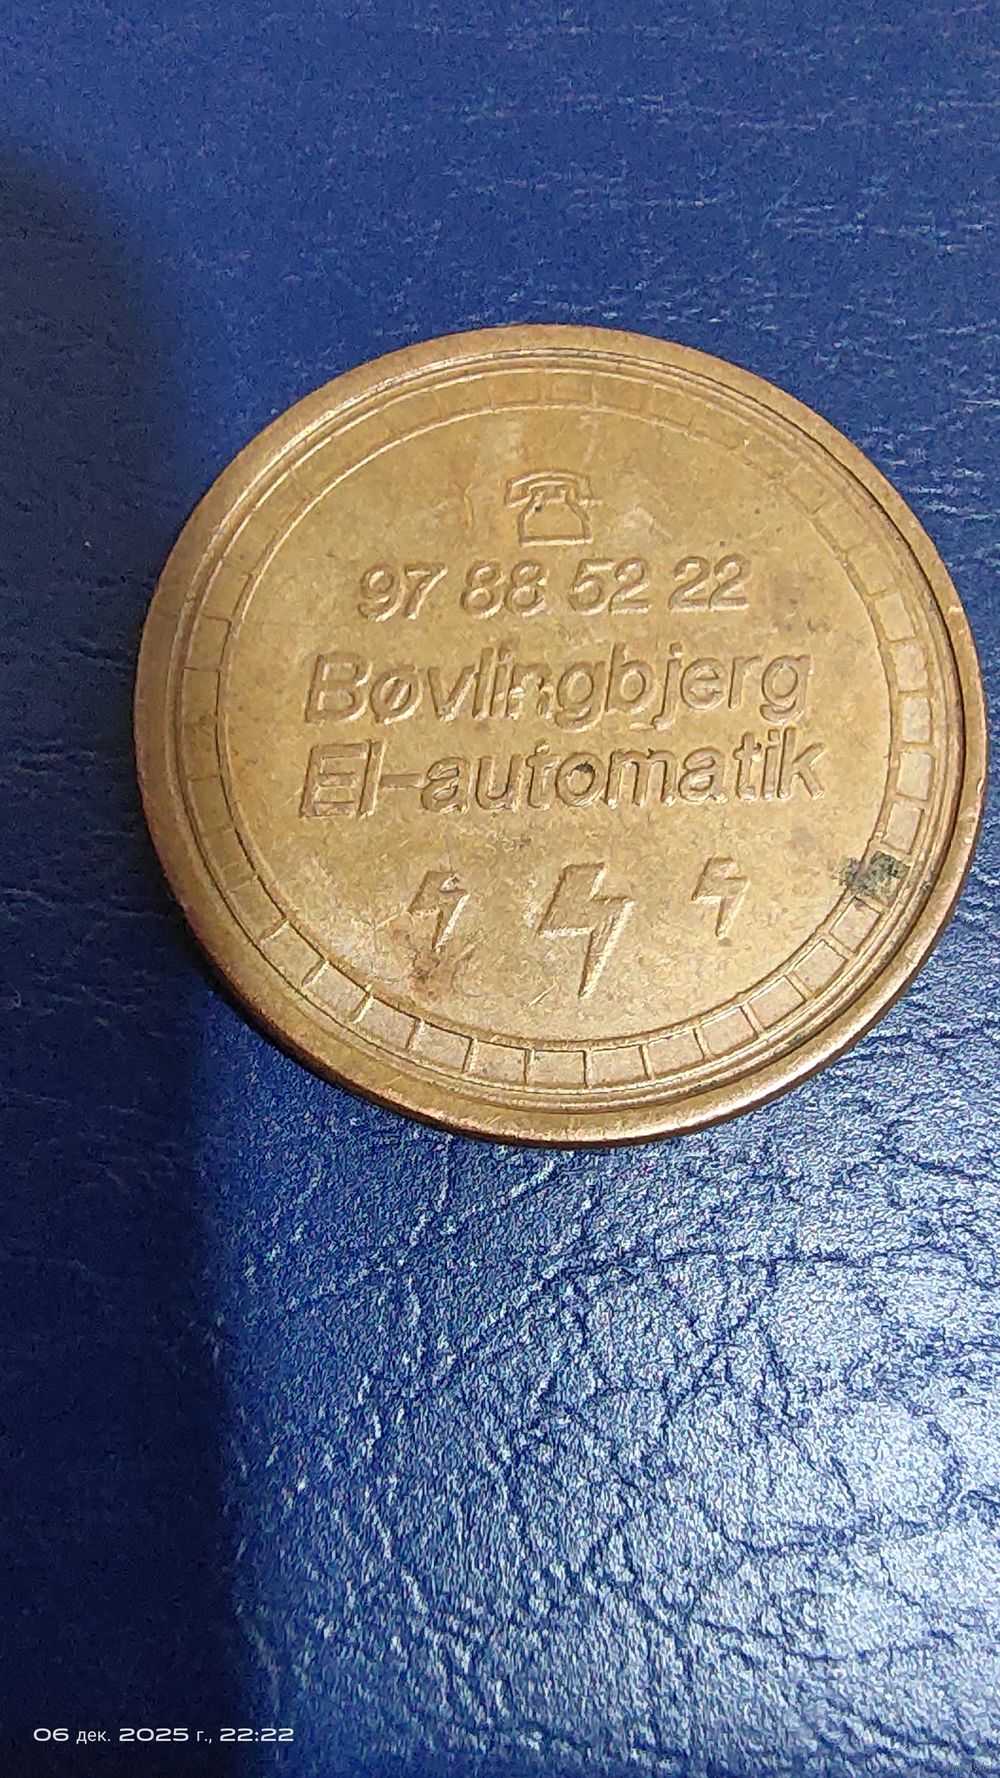 97 88 52 22
Bøvlingbjerg
El-automatik
06 дек. 2025 г., 22:22